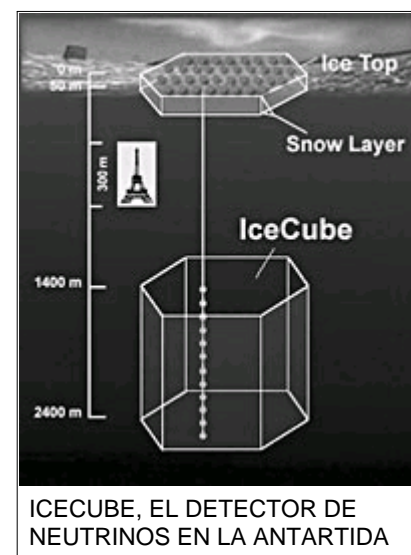 Ice Top
0 m
50 m
Snow Layer
300 m
IceCube
1400 m
2400 m
ICECUBE, EL DETECTOR DE
NEUTRINOS EN LA ANTARTIDA